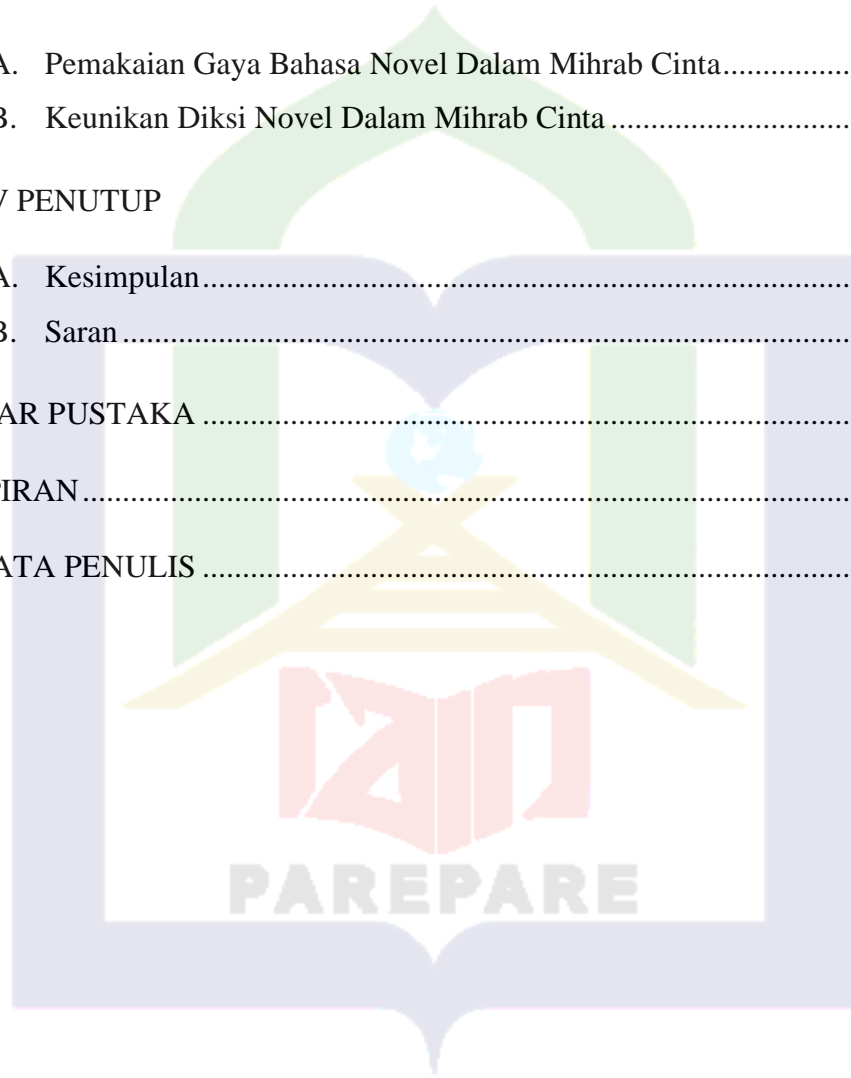 A. Pemakaian Gaya Bahasa Novel Dalam Mihrab Cinta................
B. Keunikan Diksi Novel Dalam Mihrab Cinta..............................
V PENUTUP
A. Kesimpulan.................................................................................
B. Saran...........................................................................................
AR PUSTAKA.................................................................................
PIRAN................................................................................................
ATA PENULIS.................................................................................
iain
PAREPARE